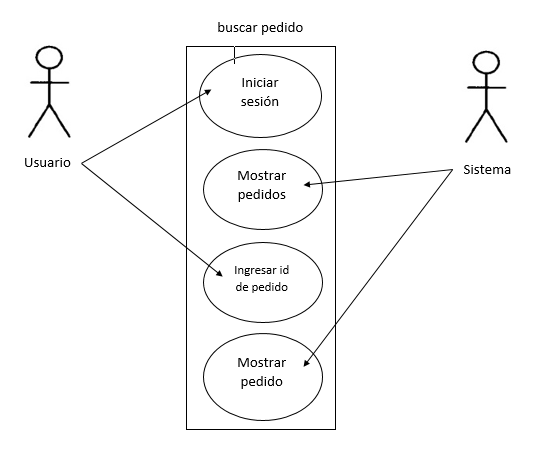 buscar pedido
Iniciar
sesión
Usuario
Mostrar
pedidos
Sistema
Ingresar id
de pedido
Mostrar
pedido